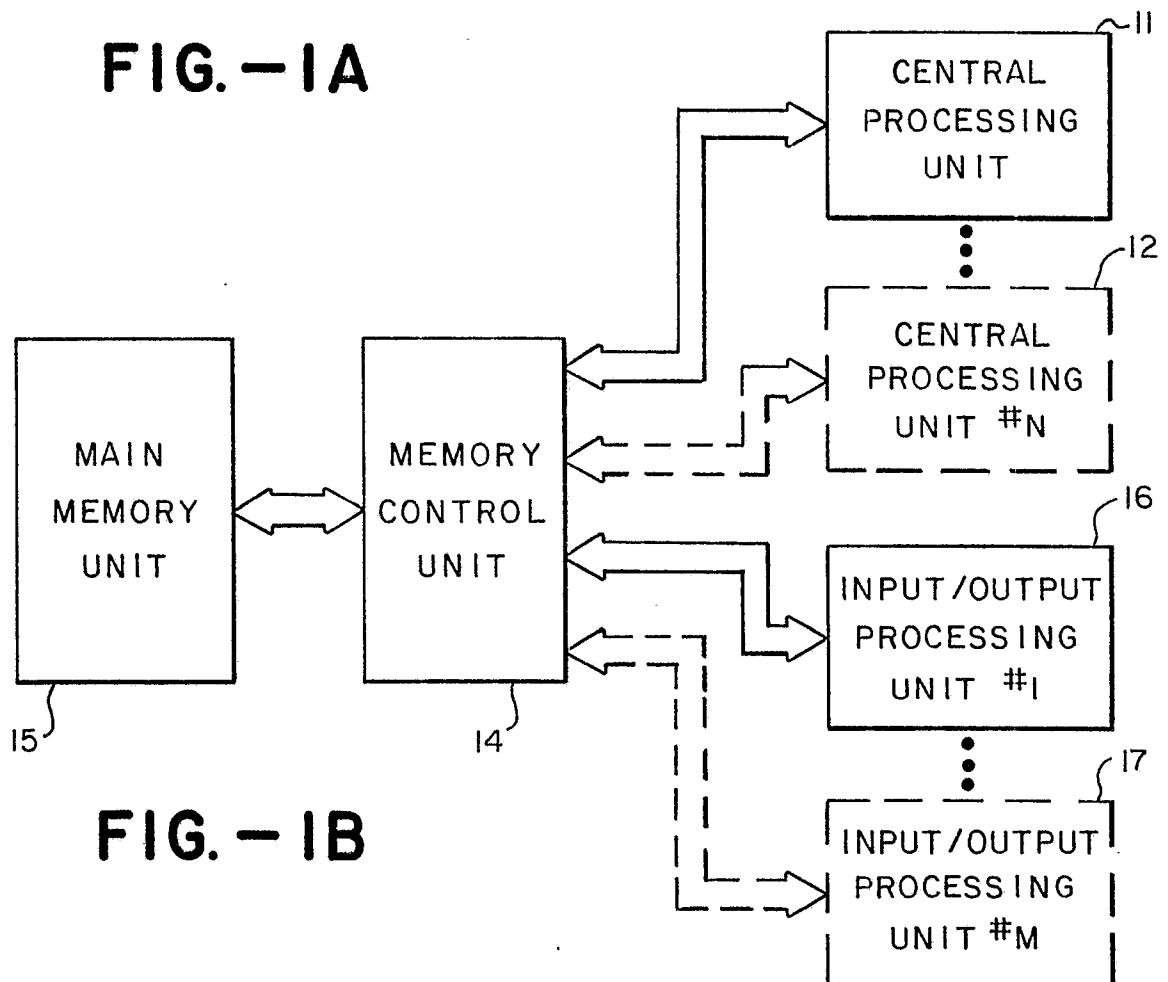 FIG.-1A
11
CENTRAL
PROCESSING
UNIT
12
CENTRAL
PROCESSING
UNIT #N
MAIN
MEMORY
UNIT
15
MEMORY
CONTROL
UNIT
14
16
INPUT/OUTPUT
PROCESSING
UNIT #1
17
INPUT/OUTPUT
PROCESSING
UNIT #M
FIG.-1B